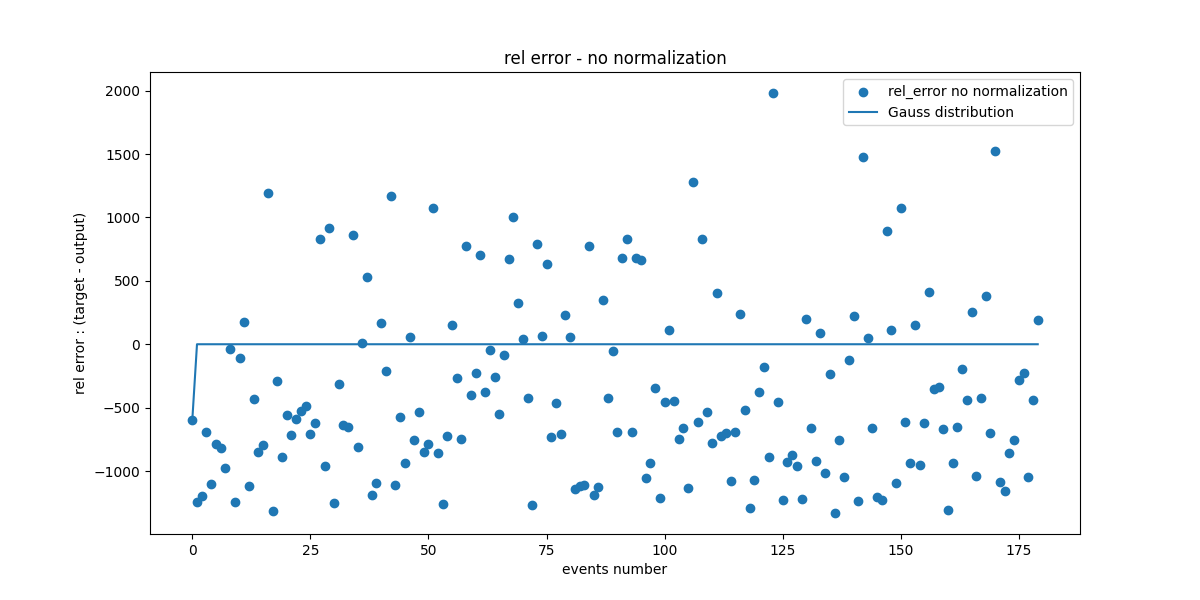 rel error - no normalization
rel_error no normalization
Gauss distribution
2000
1500
1000
500
0
−500
−1000
rel error : (target - output)
0 25 50 75 100 125 150 175
events number